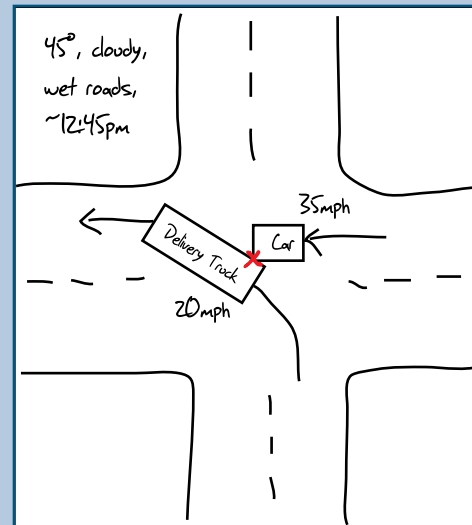 45°, cloudy,
wet roads,
~12:45pm
35mph
Car
Delivery Truck
20mph